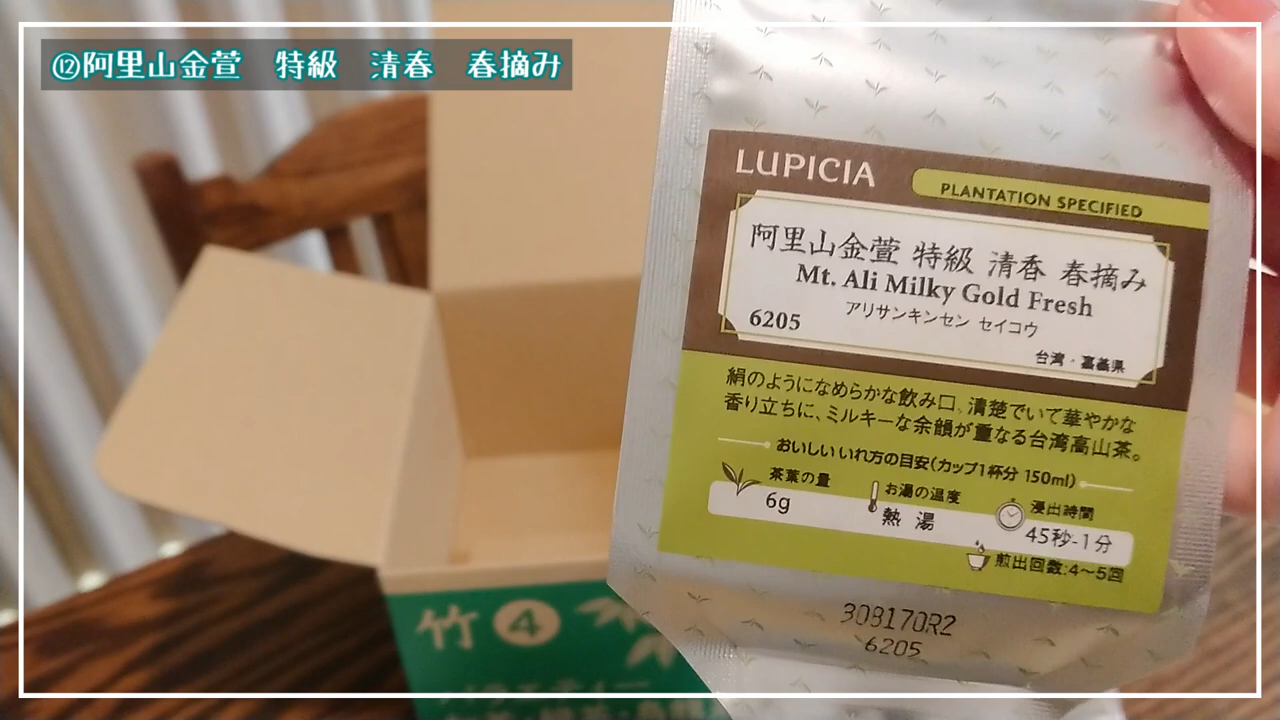 ⑫阿里山金萱　特級　清春　春摘み
LUPICIA
PLANTATION SPECIFIED
阿里山金萱 特級 清香 春摘み
Mt. Ali Milky Gold Fresh
アリサンキンセン セイコウ
6205
台湾・嘉義県
絹のようになめらかな飲み口、清楚でいて華やかな
香り立ちに、ミルキーな余韻が重なる台湾高山茶。
おいしいいれ方の目安(カップ1杯分 150ml)
茶葉の量
6g
お湯の温度
熱湯
浸出時間
45秒-1分
煎出回数:4〜5回
308170R2
6205
竹 4
バラエティー